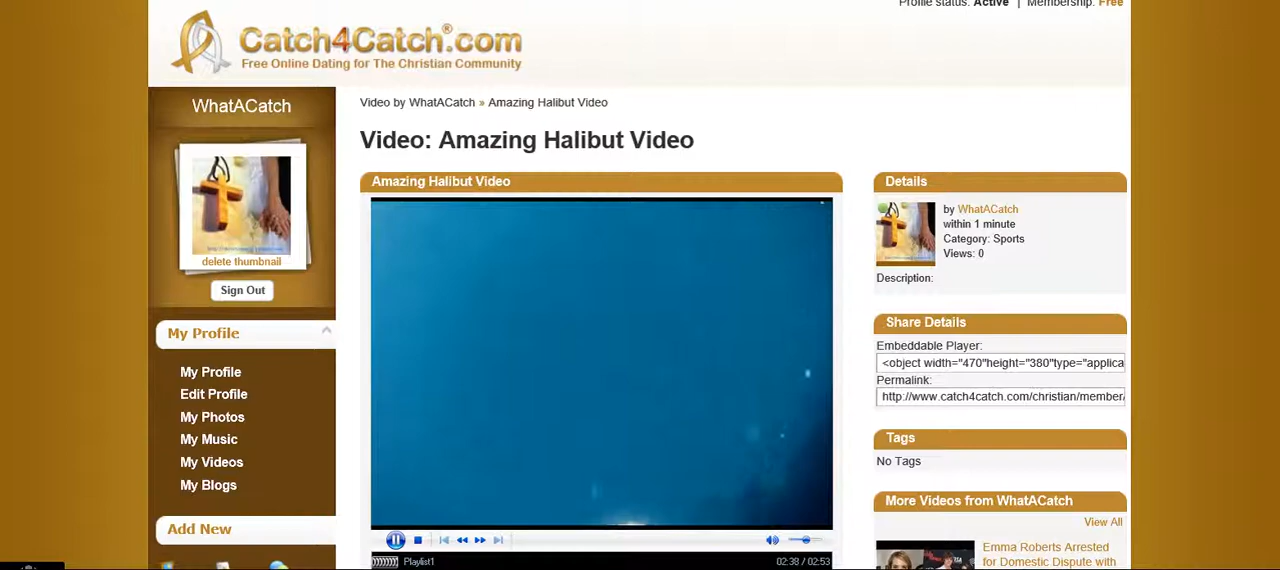 Profile status: Active | Membership: Free
Catch4Catch®.com
Free Online Dating for The Christian Community
WhatACatch
delete thumbnail
Sign Out
My Profile
My Profile
Edit Profile
My Photos
My Music
My Videos
My Blogs
Add New
Video by WhatACatch » Amazing Halibut Video
Video: Amazing Halibut Video
Amazing Halibut Video
Playlist1
02:38 / 02:53
Details
by WhatACatch
within 1 minute
Category: Sports
Views: 0
Description:
Share Details
Embeddable Player:
<object width="470"height="380"type="applica
Permalink:
http://www.catch4catch.com/christian/member/
Tags
No Tags
More Videos from WhatACatch
View All
Emma Roberts Arrested
for Domestic Dispute with